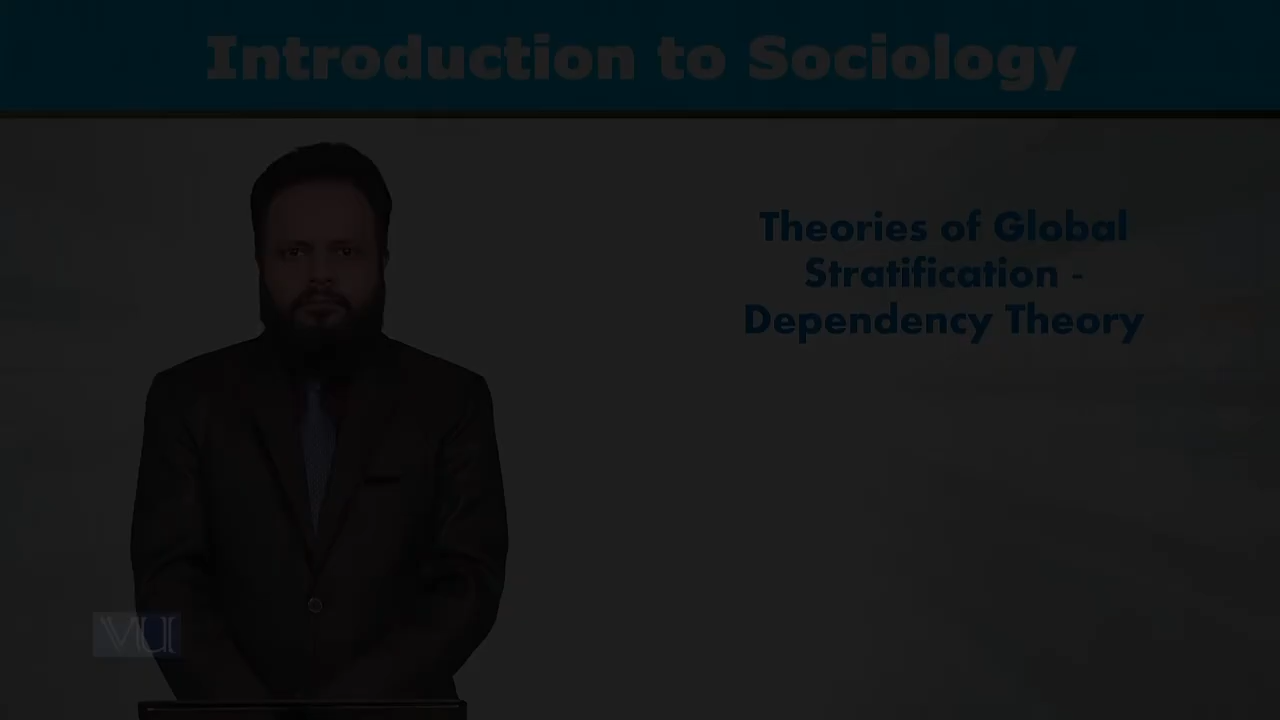 Introduction to Sociology
Theories of Global
Stratification -
Dependency Theory
VU